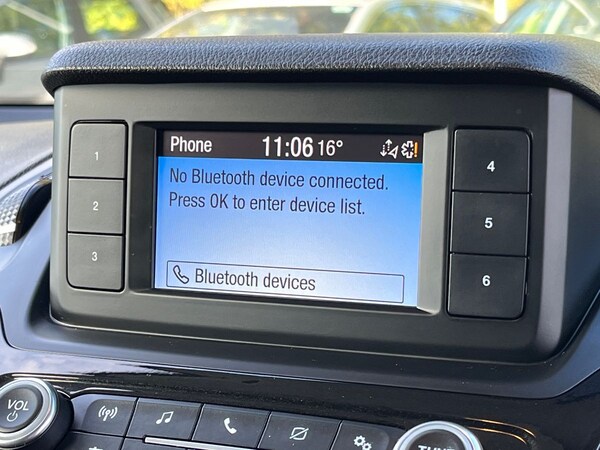 Phone 11:06 16°
No Bluetooth device connected.
Press OK to enter device list.
Bluetooth devices
1
2
3
4
5
6
VOL